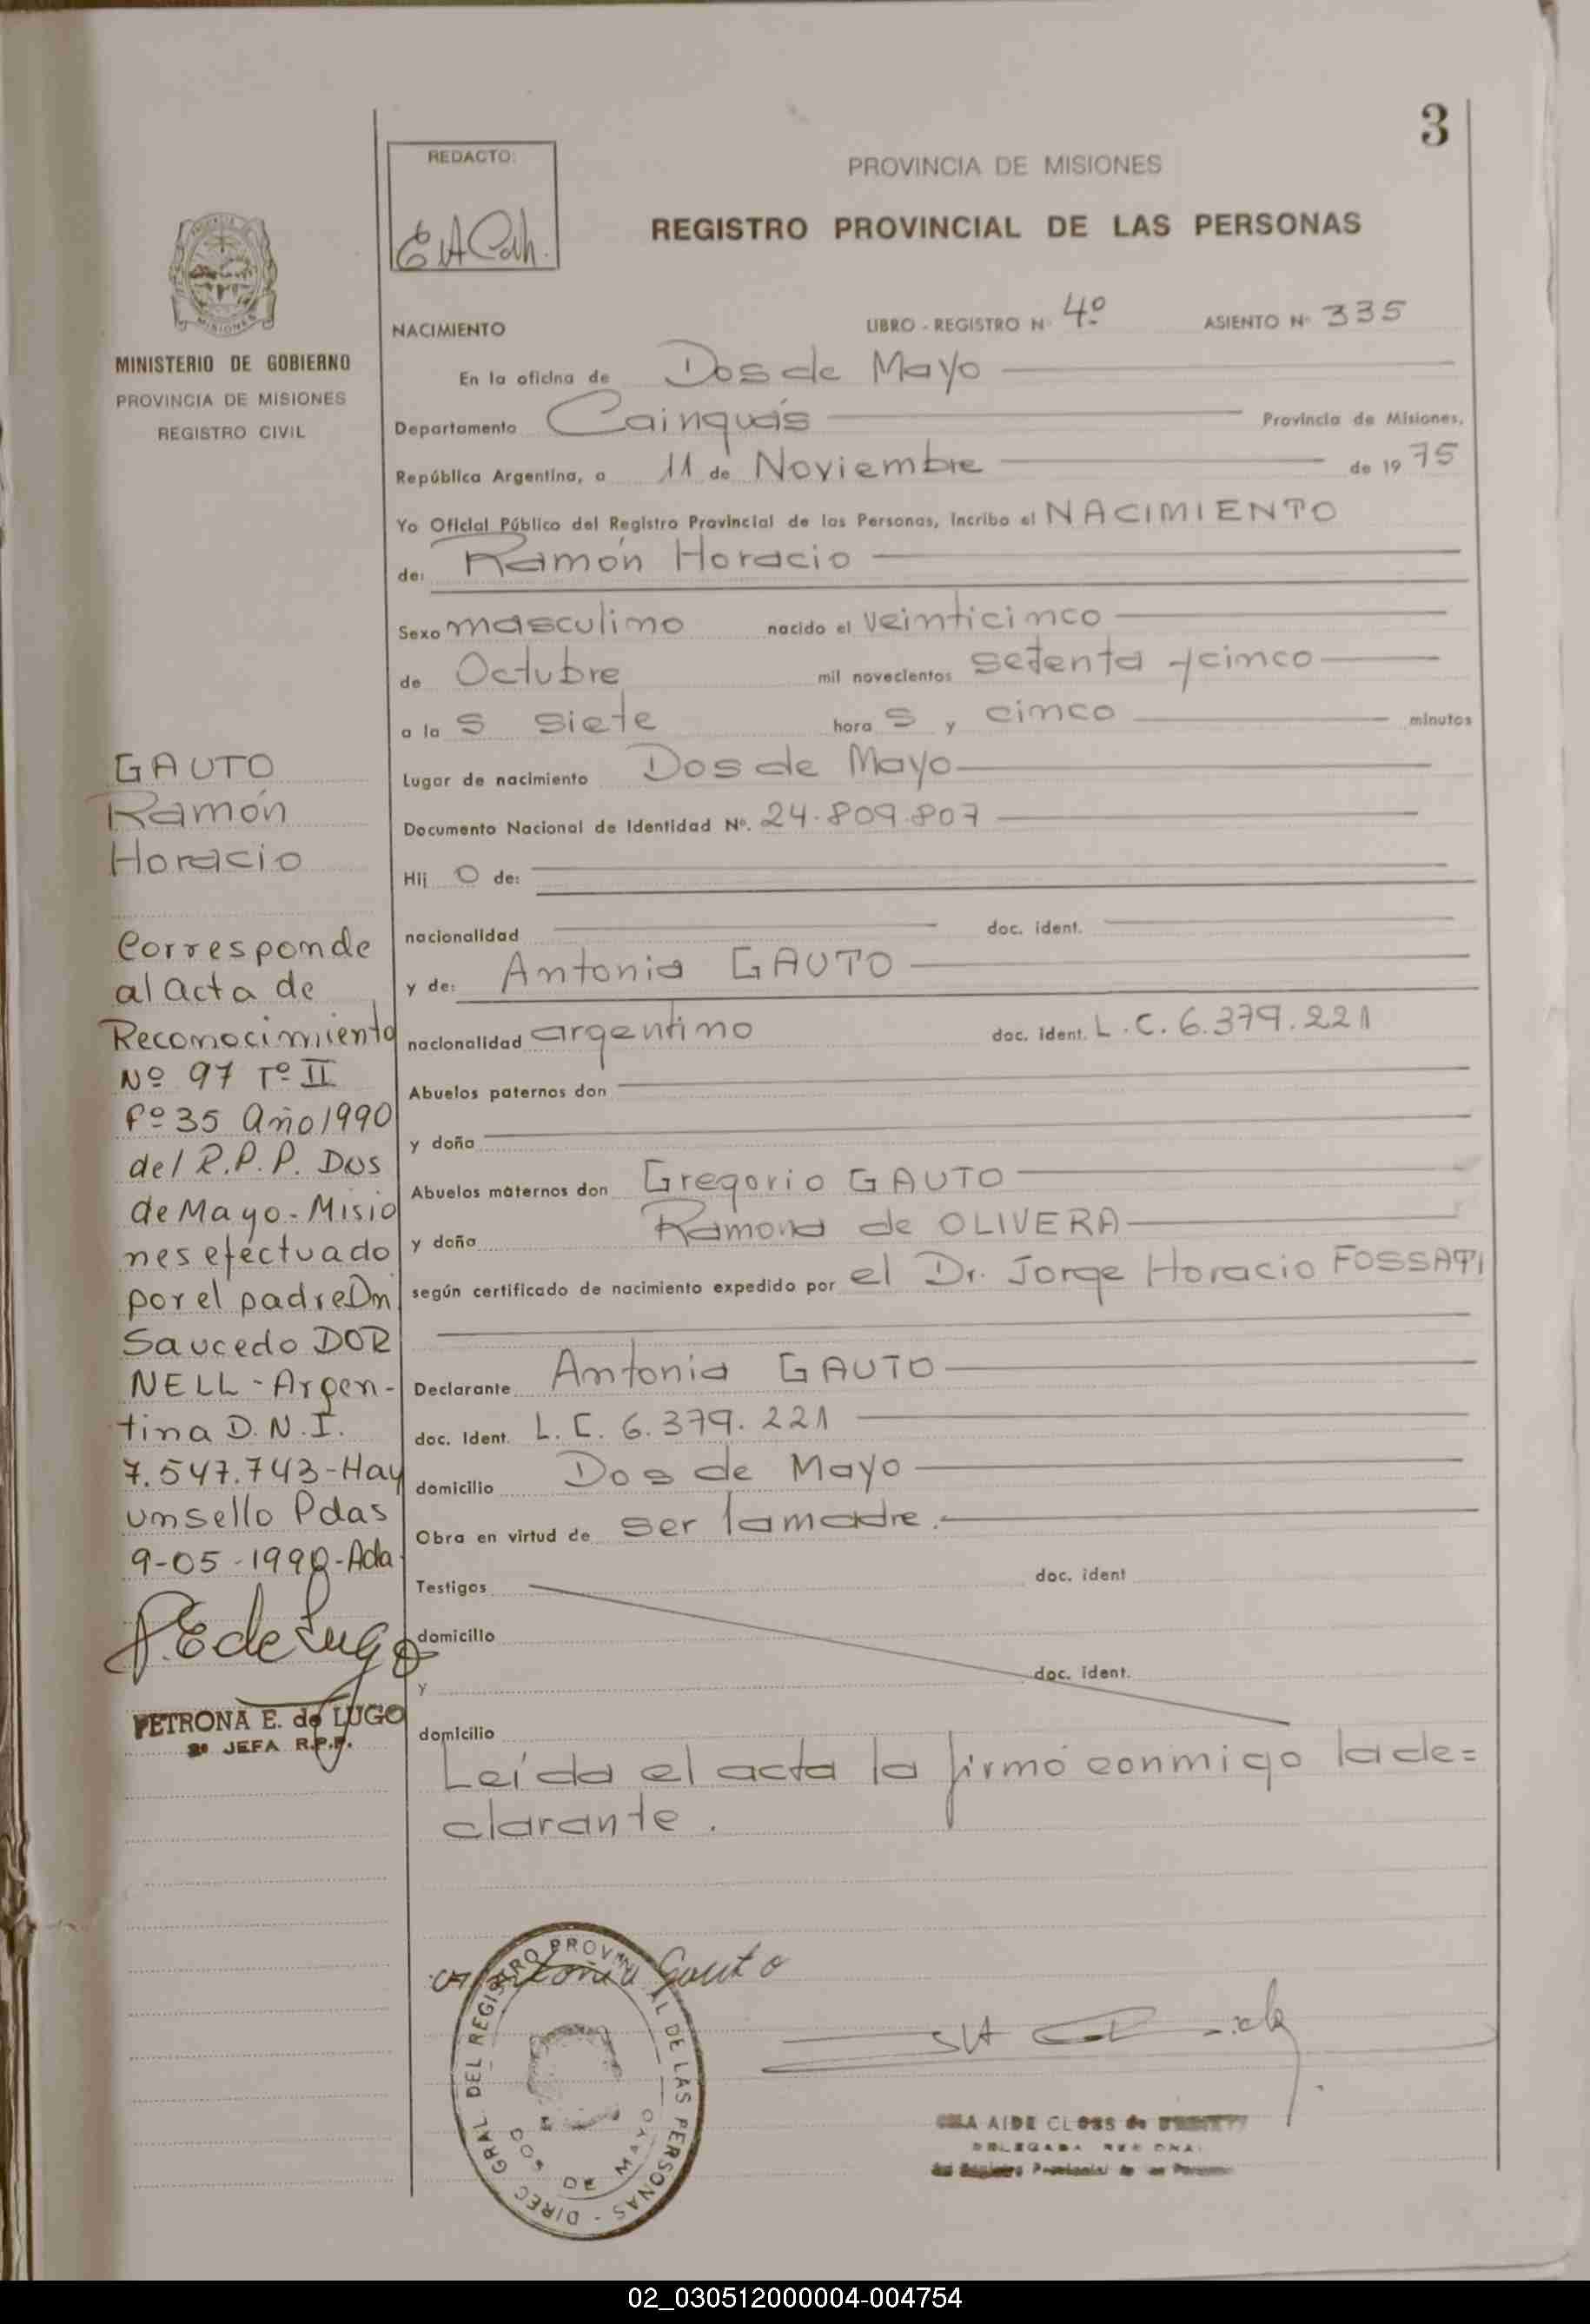 3
REDACTO:
PROVINCIA DE MISIONES
REGISTRO PROVINCIAL DE LAS PERSONAS
MISIONES
MINISTERIO DE GOBIERNO
PROVINCIA DE MISIONES
REGISTRO CIVIL
NACIMIENTO LIBRO - REGISTRO Nº 4º ASIENTO Nº 335
En la oficina de Dos de Mayo
Departamento Cainguás Provincia de Misiones,
República Argentina, a 11 de Noviembre de 19 75
Yo Oficial Público del Registro Provincial de las Personas, Incribo el NACIMIENTO
de: Ramón Horacio
Sexo masculino nacido el veinticinco
de Octubre mil novecientos setenta y cinco
a la s siete hora s y cinco minutos
Lugar de nacimiento Dos de Mayo
Documento Nacional de Identidad Nº. 24.809.807
Hij o de:
nacionalidad doc. ident.
y de: Antonia GAUTO
nacionalidad argentino doc. ident. L.C. 6.379.221
Abuelos paternos don
y doña
Abuelos maternos don Gregorio GAUTO
y doña Ramona de OLIVERA
según certificado de nacimiento expedido por el Dr. Jorge Horacio FOSSATI
Declarante Antonia GAUTO
doc. Ident. L.C. 6.379.221
domicilio Dos de Mayo
Obra en virtud de ser la madre.
Testigos doc. ident
domicilio
y doc. ident.
domicilio
Leída el acta la firmó conmigo la de=
clarante.
GAUTO
Ramón
Horacio
Corresponde
al acta de
Reconocimiento
Nº 97 Tº II
Fº 35 Año 1990
del R.P.P. Dos
de Mayo - Misio
nes efectuado
por el padre Dn
Saucedo DOR
NELL - Argen-
tina D.N.I.
7.547.743 - Hay
un sello Pdas
9-05-1990 - Ada
P.E de Lugo
PETRONA E. de LUGO
2º JEFA R.P.P.
Antonia Gauto
DIREC GRAL DEL REGISTRO PROVINCIAL DE LAS PERSONAS -
DOS DE MAYO
AIDE CLOSS de
DELEGADA
02_030512000004-004754